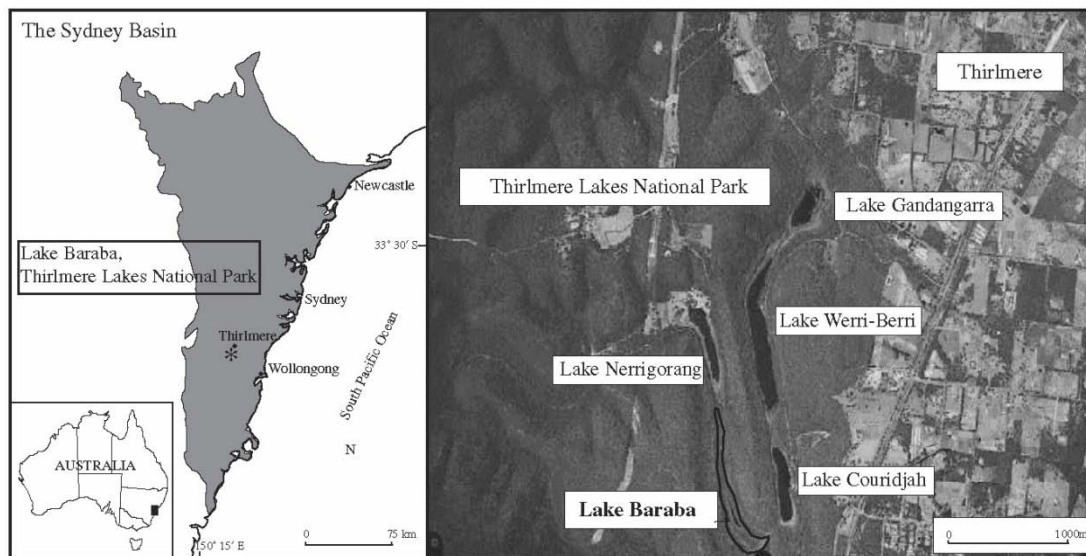 The Sydney Basin
Newcastle
33° 30' S
Lake Baraba,
Thirlmere Lakes National Park
Sydney
Thirlmere
Wollongong
South Pacific Ocean
N
AUSTRALIA
150° 15' E
0 75 km
Thirlmere
Thirlmere Lakes National Park
Lake Gandangarra
Lake Werri-Berri
Lake Nerrigorang
Lake Couridjah
Lake Baraba
0 1000m